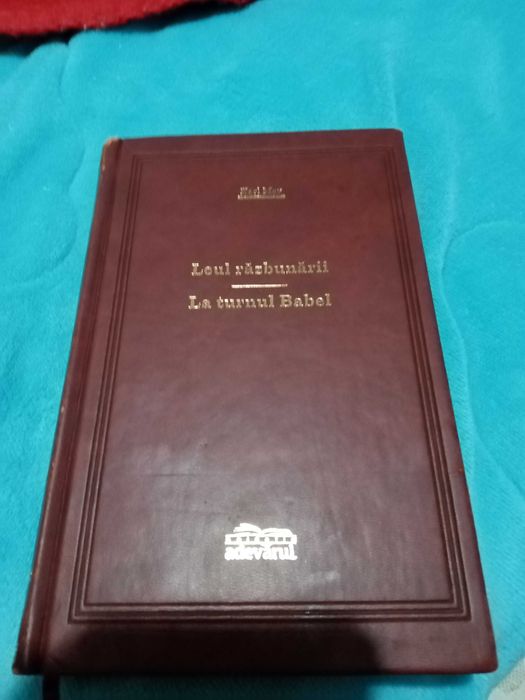 Karl May
Leul răzbunării
La turnul Babel
adevărul